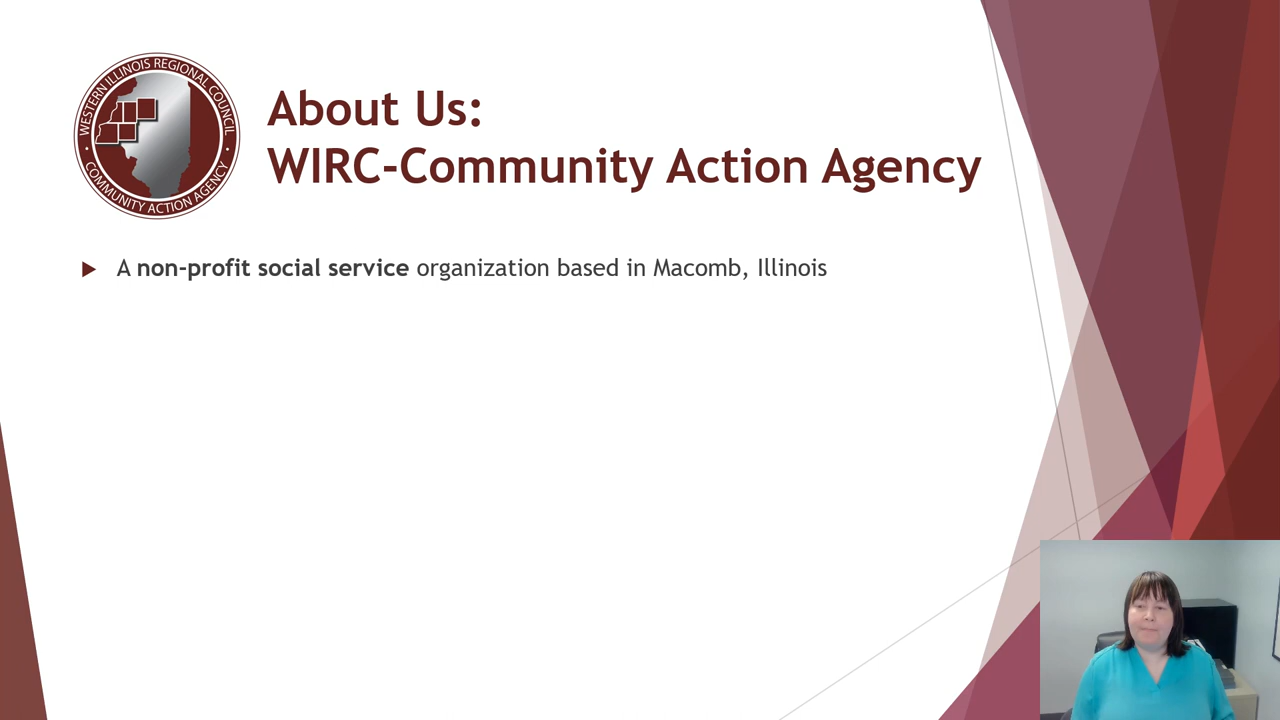 WESTERN ILLINOIS REGIONAL COUNCIL
• COMMUNITY ACTION AGENCY •
About Us:
WIRC-Community Action Agency
A non-profit social service organization based in Macomb, Illinois